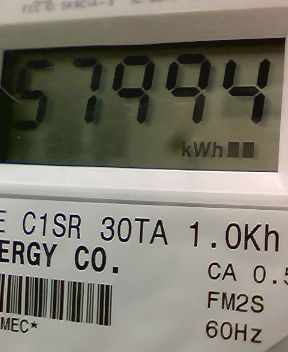 57994
kWh
E C1SR 30TA 1.0Kh
ERGY CO.
CA 0.5
FM2S
MEC*
60Hz